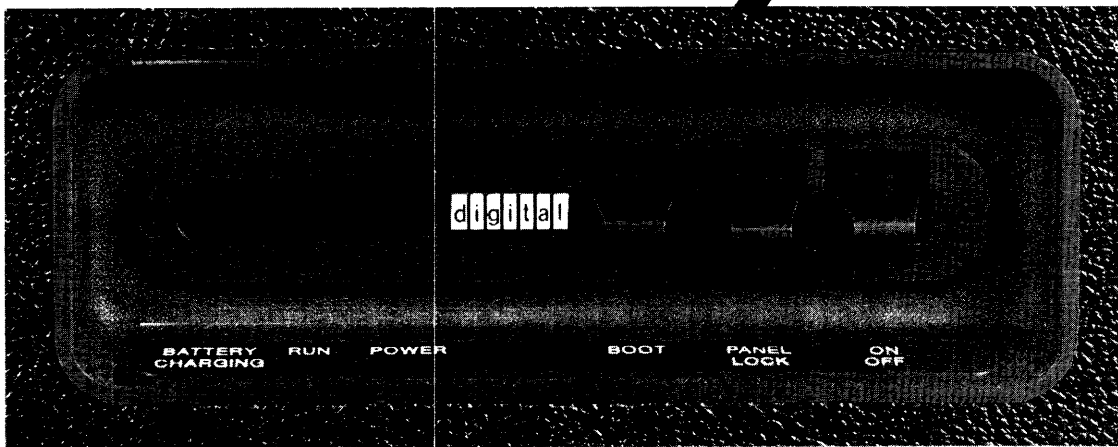 digital
BATTERY CHARGING
RUN
POWER
BOOT
PANEL LOCK
ON OFF